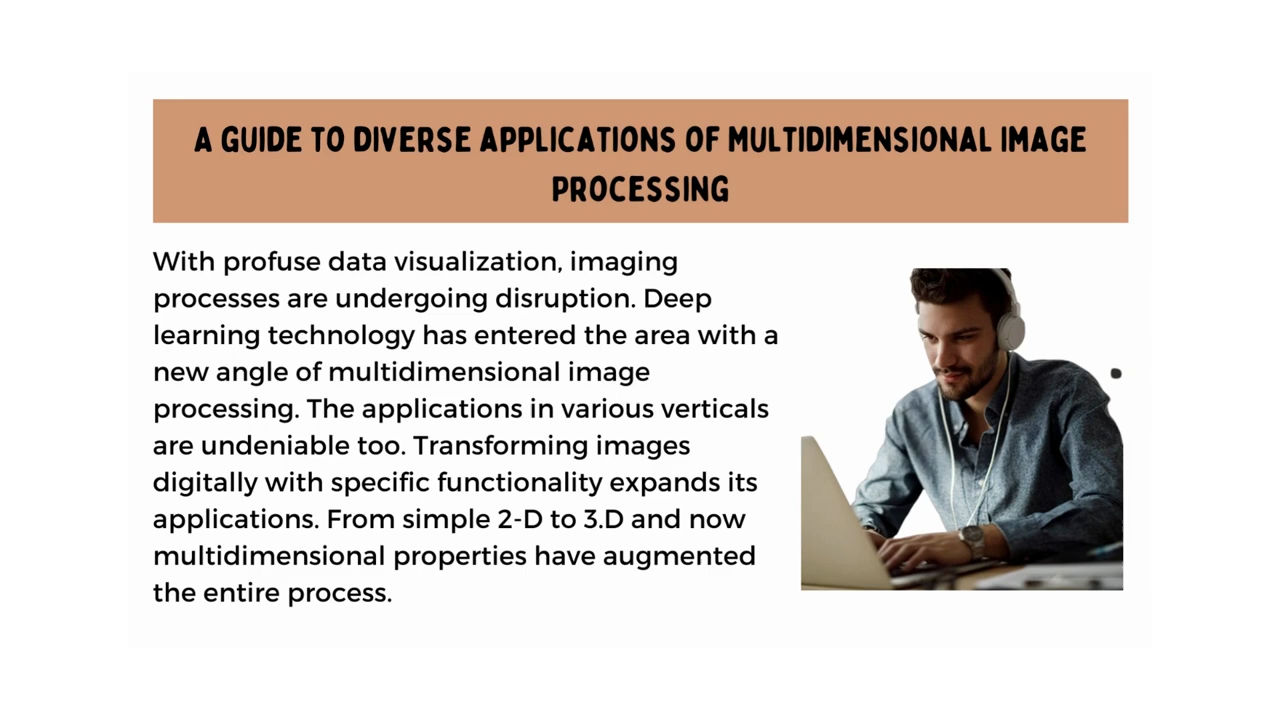 A GUIDE TO DIVERSE APPLICATIONS OF MULTIDIMENSIONAL IMAGE
PROCESSING
With profuse data visualization, imaging
processes are undergoing disruption. Deep
learning technology has entered the area with a
new angle of multidimensional image
processing. The applications in various verticals
are undeniable too. Transforming images
digitally with specific functionality expands its
applications. From simple 2-D to 3.D and now
multidimensional properties have augmented
the entire process.